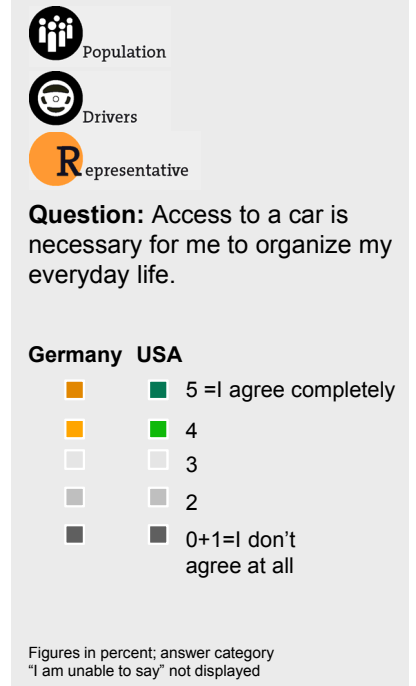 Population
Drivers
Representative
Question: Access to a car is
necessary for me to organize my
everyday life.
Germany USA
5 =I agree completely
4
3
2
0+1=I don't
agree at all
Figures in percent; answer category
“I am unable to say” not displayed